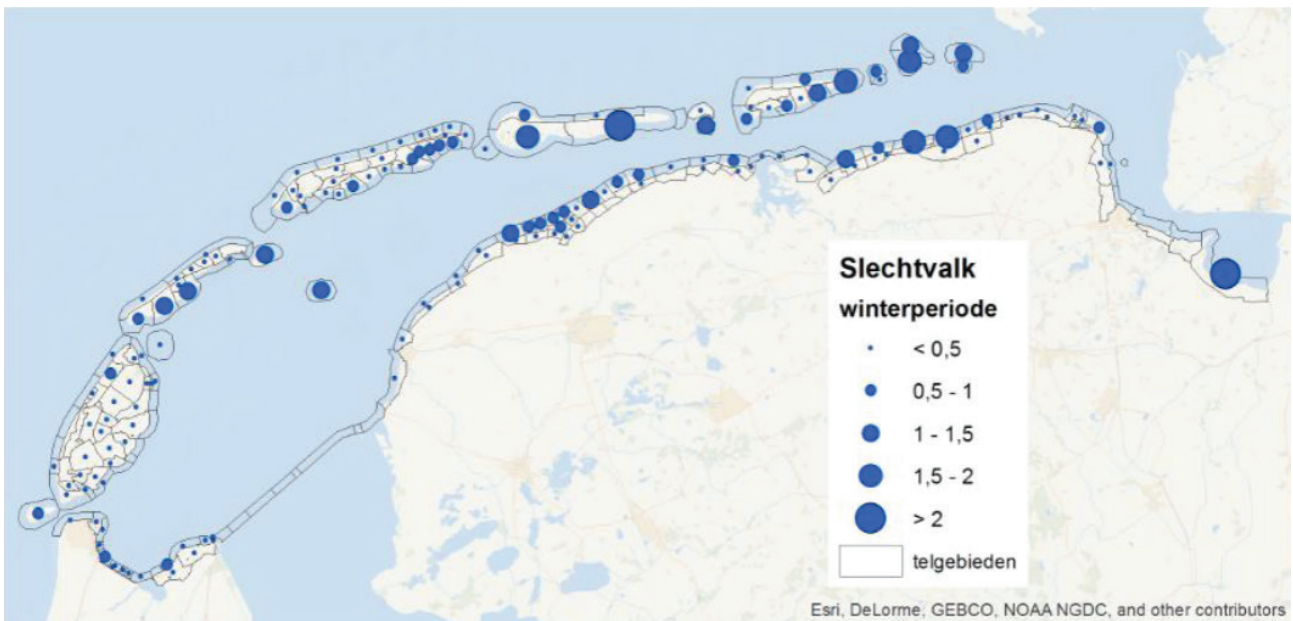 Slechtvalk
winterperiode
< 0,5
0,5 - 1
1 - 1,5
1,5 - 2
> 2
telgebieden
Esri, DeLorme, GEBCO, NOAA NGDC, and other contributors